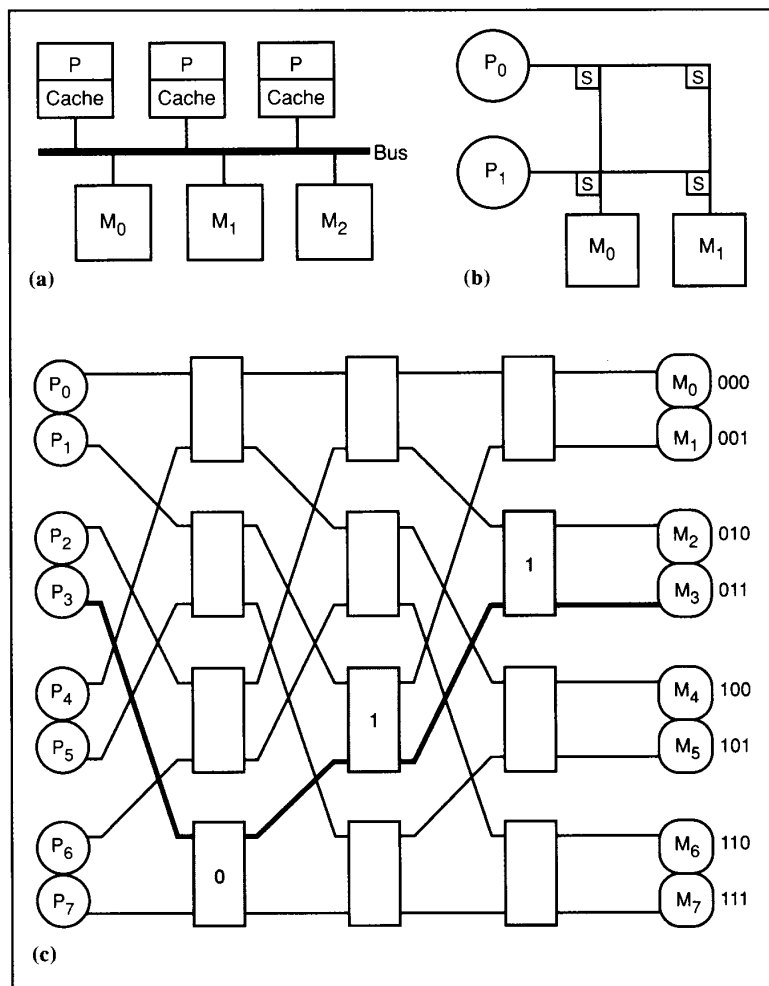 P P P
Cache Cache Cache
Bus
M0 M1 M2
(a)
P0 S S
P1 S S
M0 M1
(b)
P0 M0 000
P1 M1 001
P2 M2 010
1
P3 M3 011
P4 M4 100
1
P5 M5 101
P6 M6 110
0
P7 M7 111
(c)